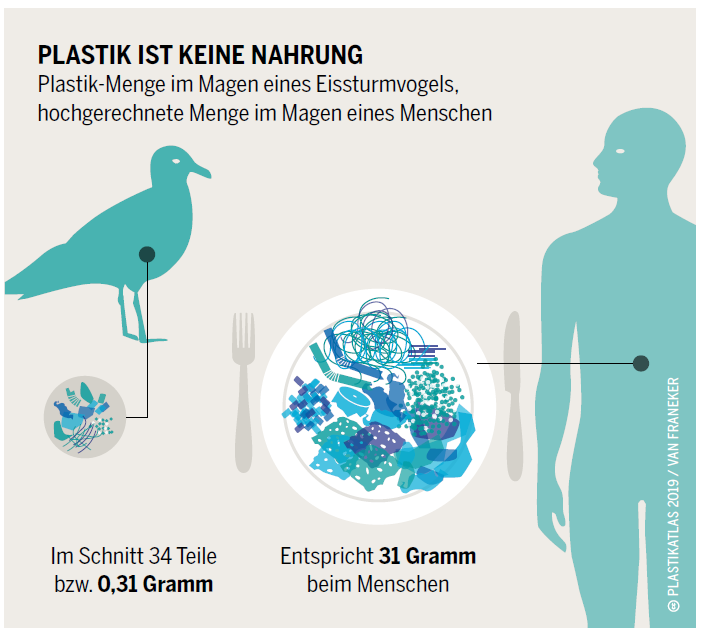 PLASTIK IST KEINE NAHRUNG
Plastik-Menge im Magen eines Eissturmvogels,
hochgerechnete Menge im Magen eines Menschen
Im Schnitt 34 Teile
bzw. 0,31 Gramm
Entspricht 31 Gramm
beim Menschen
PLASTIKATLAS 2019 / VAN FRANEKER